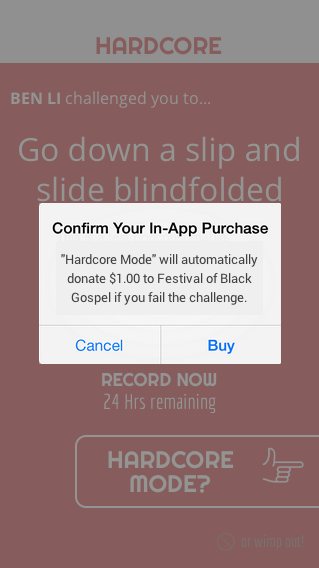 HARDCORE
BEN LI challenged you to...
Go down a slip and
slide blindfolded
Confirm Your In-App Purchase
"Hardcore Mode" will automatically
donate $1.00 to Festival of Black
Gospel if you fail the challenge.
Cancel
Buy
RECORD NOW
24 Hrs remaining
HARDCORE
MODE?
or wimp out!